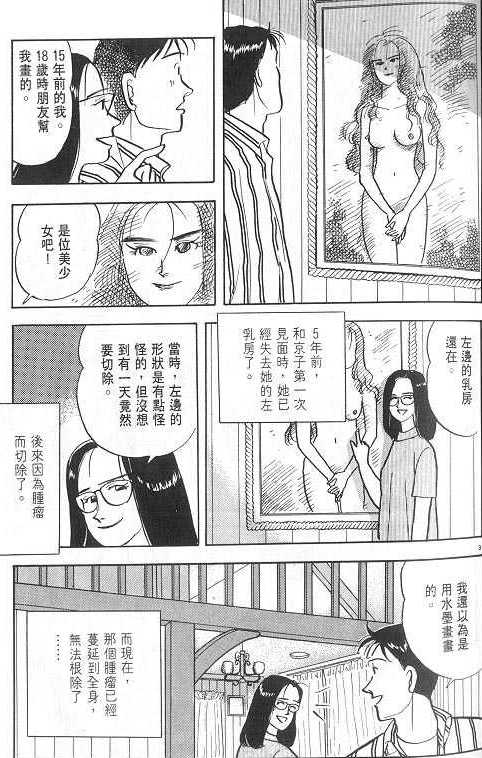 15年前的我。
18歲時朋友幫
我畫的。
是位美少
女吧！
左邊的乳房
還在。
5年前，
和京子第一次
見面時，她已
經失去她的左
乳房了。
當時，左邊的
形狀是有點怪
怪的，但沒想
到有一天竟然
要切除。
後來因為腫瘤
而切除了。
3
我還以為是
用水墨畫畫
的。
而現在，
那個腫瘤已經
蔓延到全身，
無法根除了
……